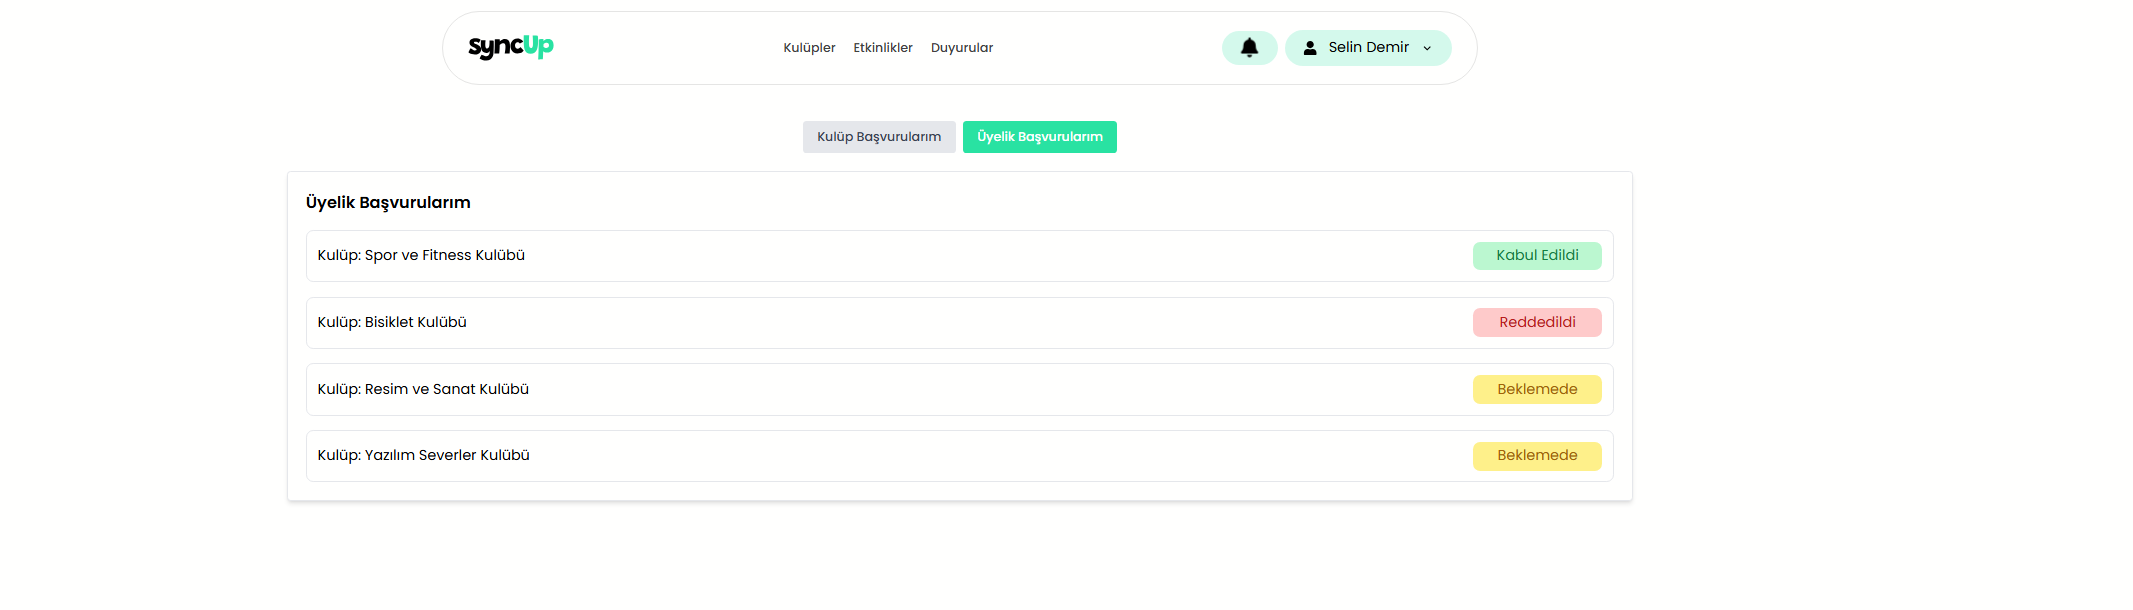 syncUp
Kulüpler Etkinlikler Duyurular
Selin Demir
Kulüp Başvurularım Üyelik Başvurularım
Üyelik Başvurularım
Kulüp: Spor ve Fitness Kulübü Kabul Edildi
Kulüp: Bisiklet Kulübü Reddedildi
Kulüp: Resim ve Sanat Kulübü Beklemede
Kulüp: Yazılım Severler Kulübü Beklemede